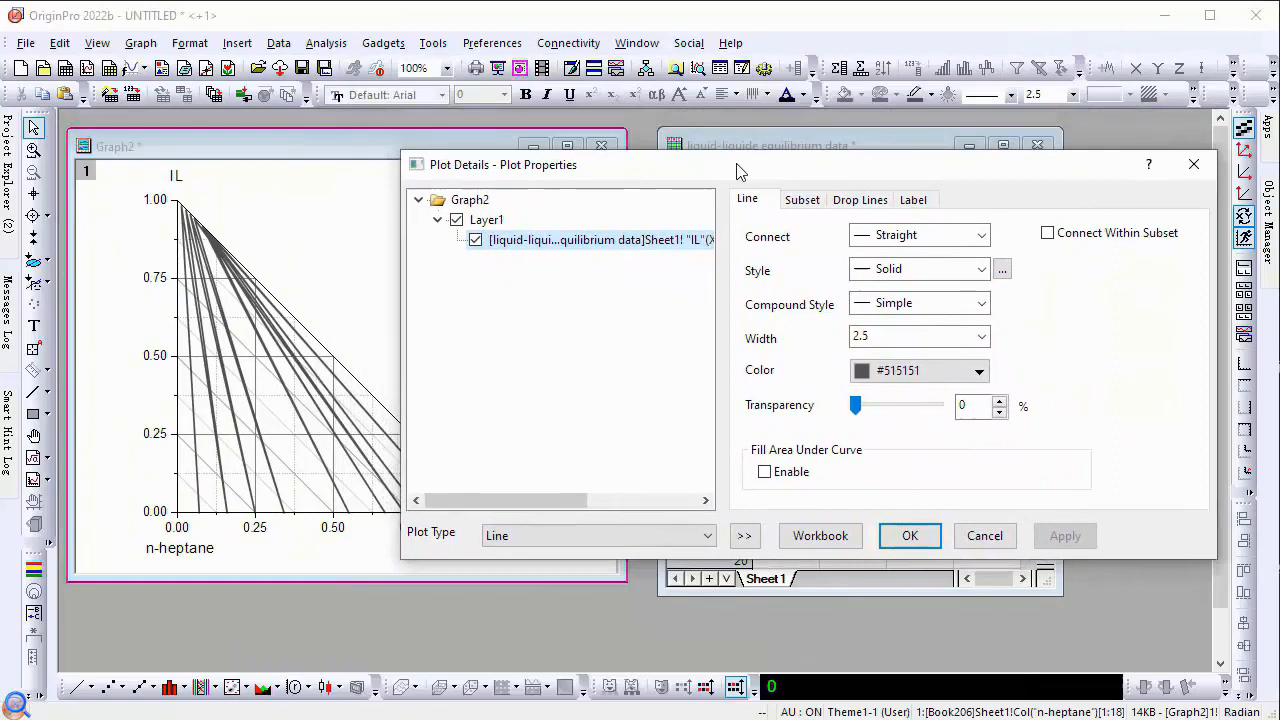 OriginPro 2022b - UNTITLED * <+1>
File Edit View Graph Format Insert Data Analysis Gadgets Tools Preferences Connectivity Window Social Help
100%
Default: Arial 0 B I U αβ A A A 2.5
Project Explorer (2)
Messages Log
Smart Hint Log
Apps
Object Manager
Graph2 *
liquid-liquide equilibrium data *
1
IL
1.00
0.75
0.50
0.25
0.00
0.00 0.25 0.50
n-heptane
Plot Details - Plot Properties
Graph2
Layer1
[liquid-liqui...quilibrium data]Sheet1! "IL"(X
Line Subset Drop Lines Label
Connect Straight Connect Within Subset
Style Solid ...
Compound Style Simple
Width 2.5
Color #515151
Transparency 0 %
Fill Area Under Curve
Enable
Plot Type Line >> Workbook OK Cancel Apply
20
Sheet1
0
-- AU : ON Theme1-1 (User) 1:[Book206]Sheet1!Col("n-heptane")[1:18] 14KB - [Graph2]1! Radian